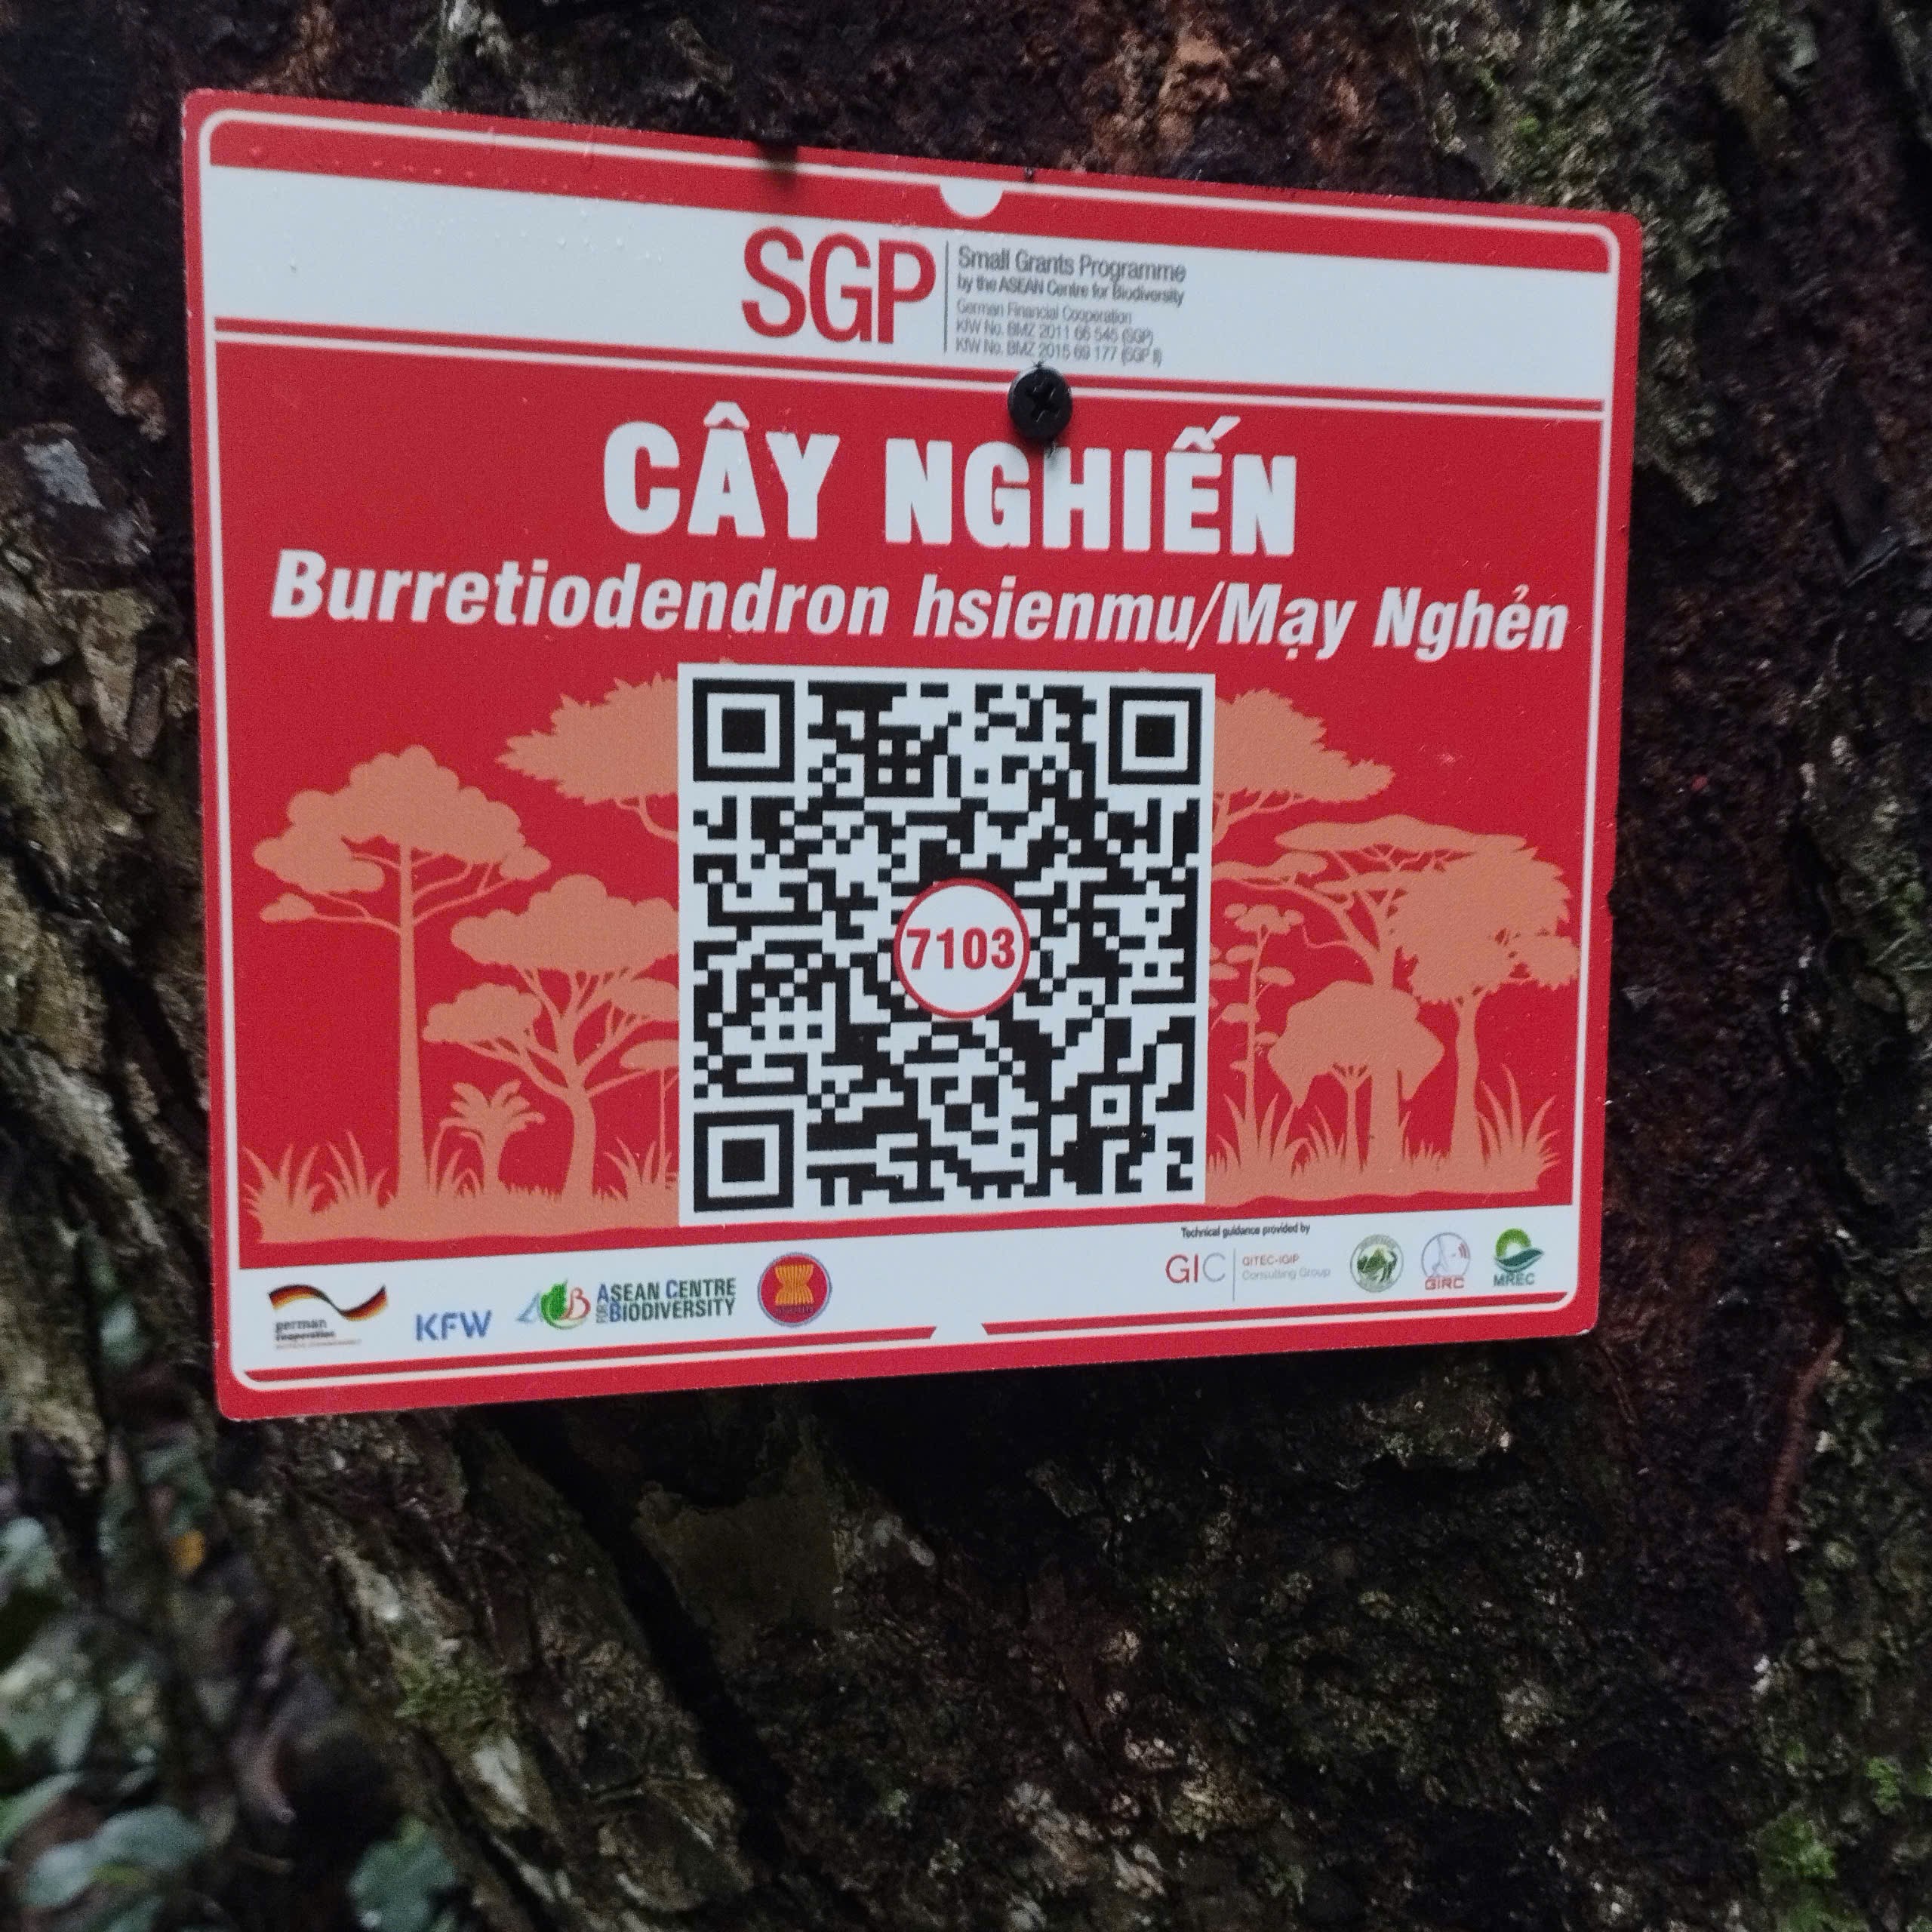 SGP
Small Grants Programme
by the ASEAN Centre for Biodiversity
German Financial Cooperation
KfW No. BMZ 2011 66 545 (SGP)
KfW No. BMZ 2015 69 177 (SGP II)
CÂY NGHIẾN
Burretiodendron hsienmu/Mạy Nghẻn
7103
german
cooperation
KFW
ACB
ASEAN CENTRE
FOR BIODIVERSITY
Technical guidance provided by
GIC
GITEC-IGIP
Consulting Group
GIRC
MREC